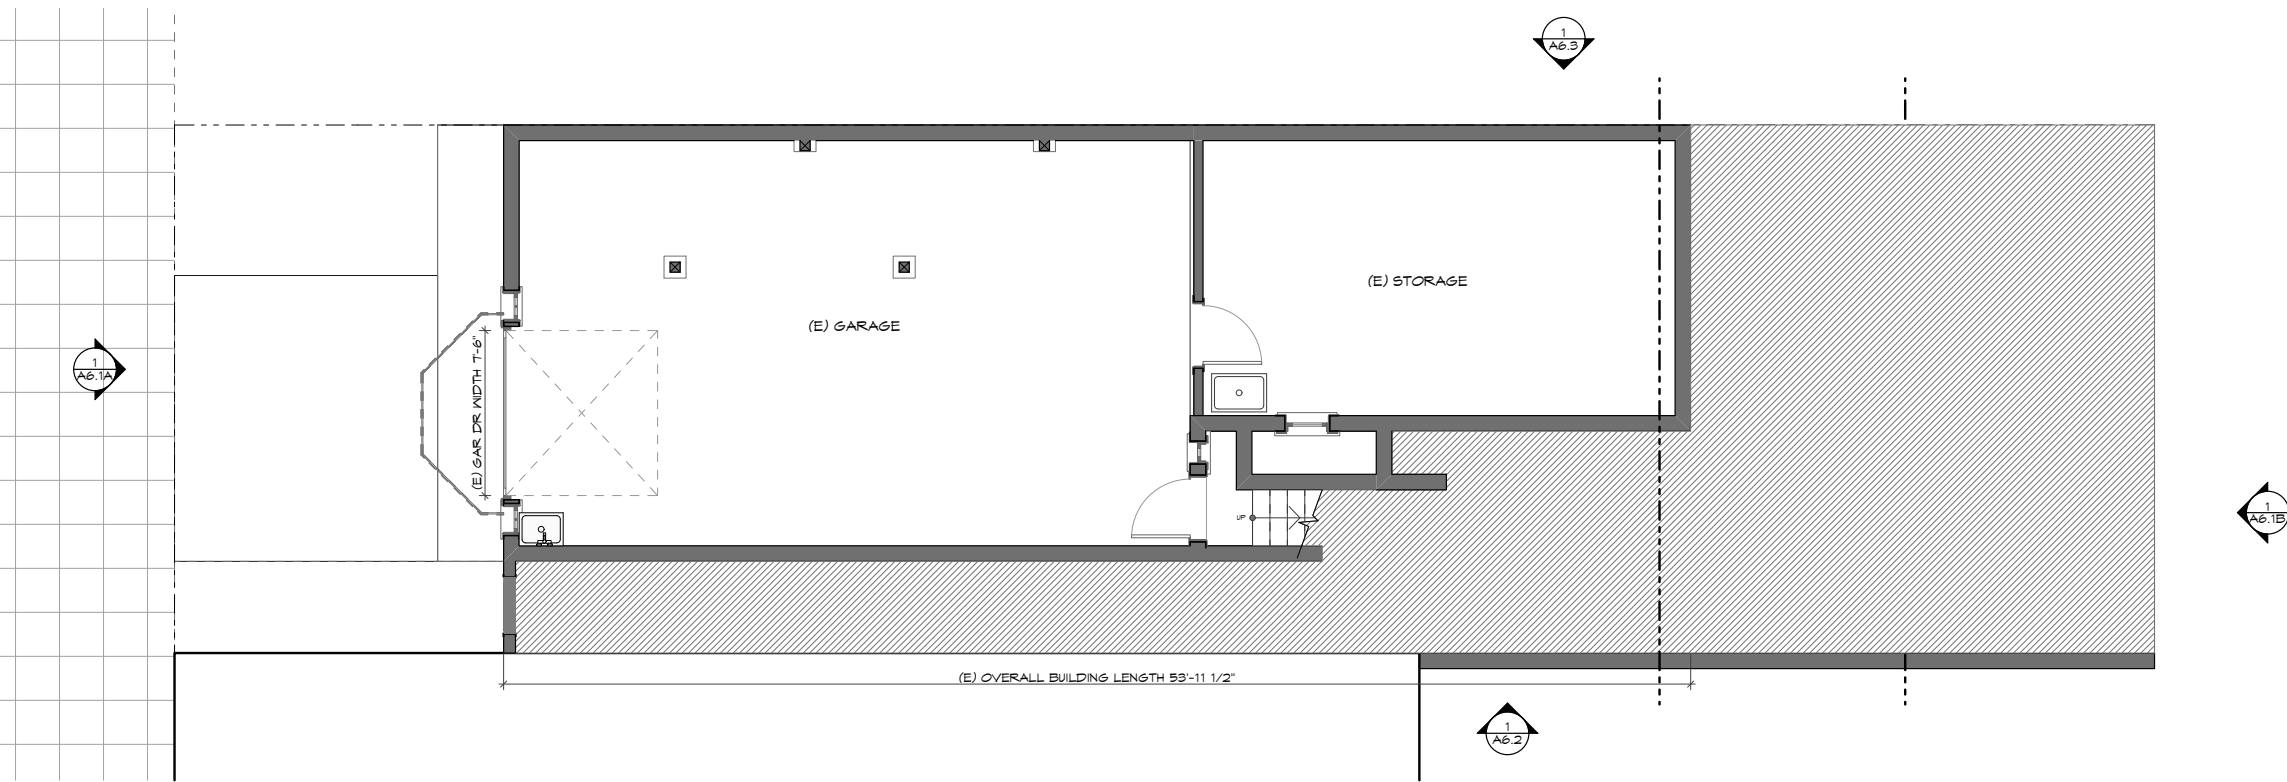 1
A6.3
(E) STORAGE
(E) GARAGE
(E) GAR DR WIDTH 7'-6"
1
A6.1A
1
A6.1B
UP
(E) OVERALL BUILDING LENGTH 53'-11 1/2"
1
A6.2